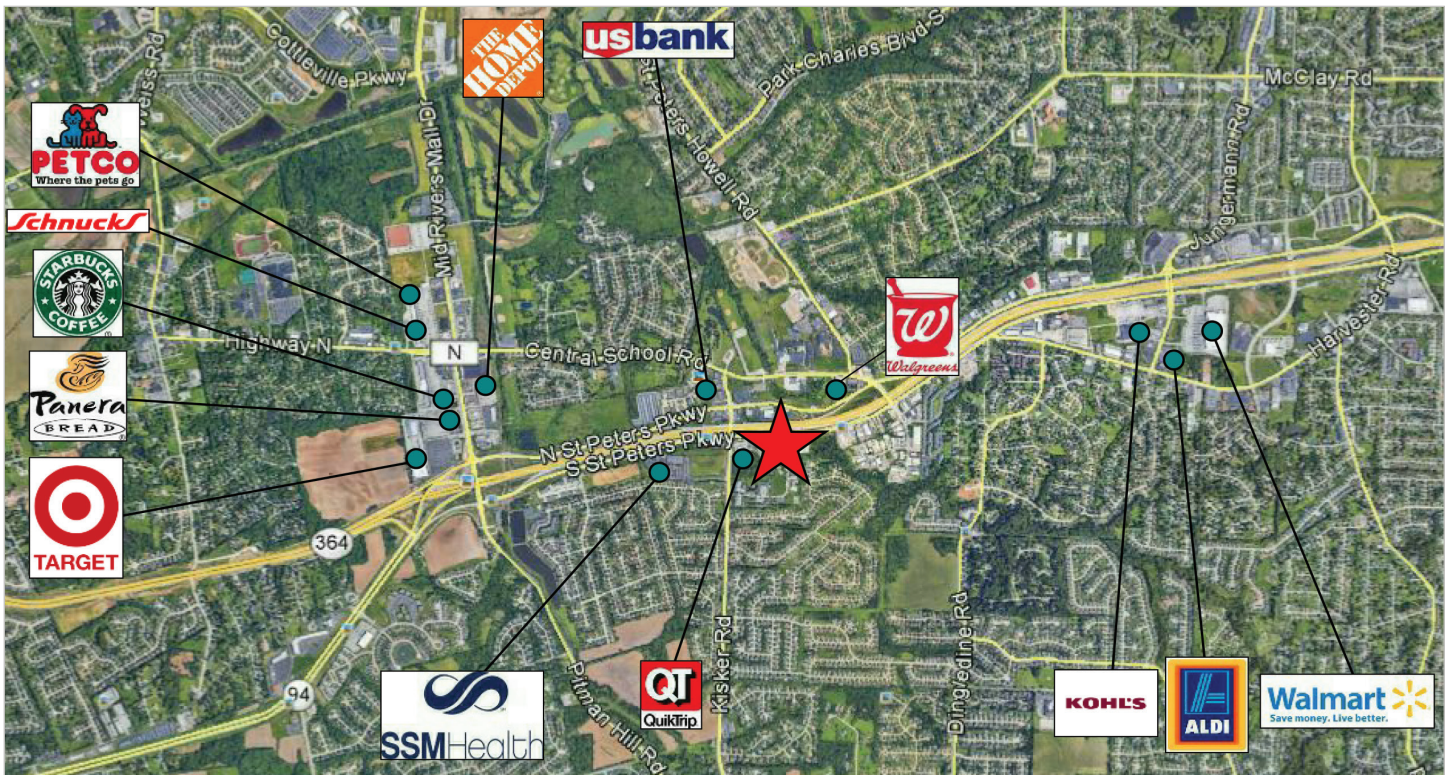 Weiss Rd
Cottleville Pkwy
Mid Rivers Mall Dr
THE
HOME
DEPOT
usbank
St Peters Howell Rd
Park Charles Blvd S
McClay Rd
Jungermann Rd
PETCO
Where the pets go
Schnucks
STARBUCKS
COFFEE
Highway N
N
Central School Rd
W
Walgreens
Harvester Rd
Panera
BREAD
N St Peters Pkwy
S St Peters Pkwy
TARGET
364
94
SSMHealth
Pitman Hill Rd
QT
QuikTrip
Kisker Rd
Dingledine Rd
KOHL'S
ALDI
Walmart
Save money. Live better.